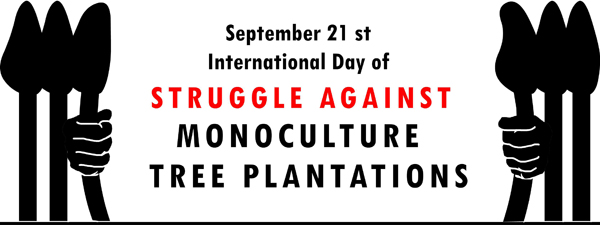 September 21 st
International Day of
STRUGGLE AGAINST
MONOCULTURE
TREE PLANTATIONS